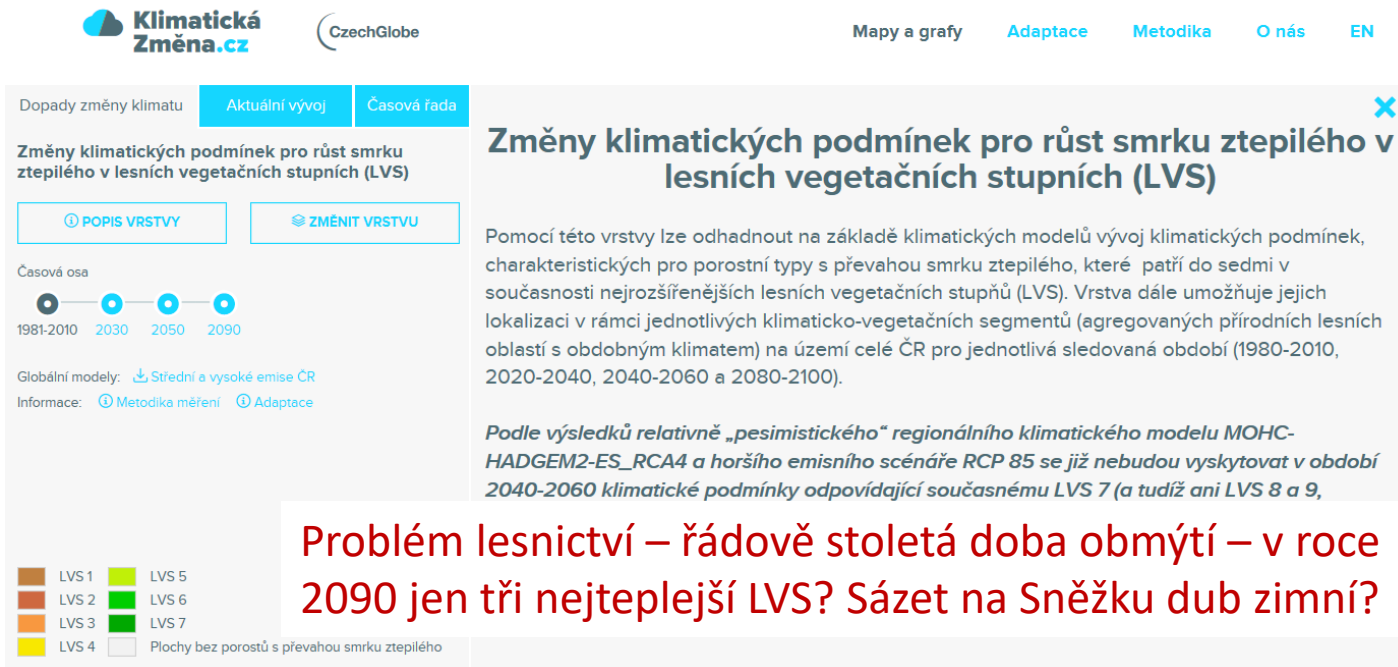 Klimatická
Změna.cz
CzechGlobe
Mapy a grafy
Adaptace
Metodika
O nás
EN
Dopady změny klimatu
Aktuální vývoj
Časová řada
Změny klimatických podmínek pro růst smrku
ztepilého v lesních vegetačních stupních (LVS)
POPIS VRSTVY
ZMĚNIT VRSTVU
Časová osa
1981-2010
2030
2050
2090
Globální modely:
Střední a vysoké emise ČR
Informace:
Metodika měření
Adaptace
LVS 1
LVS 2
LVS 3
LVS 4
LVS 5
LVS 6
LVS 7
Plochy bez porostů s převahou smrku ztepilého
Změny klimatických podmínek pro růst smrku ztepilého v
lesních vegetačních stupních (LVS)
Pomocí této vrstvy lze odhadnout na základě klimatických modelů vývoj klimatických podmínek,
charakteristických pro porostní typy s převahou smrku ztepilého, které patří do sedmi v
současnosti nejrozšířenějších lesních vegetačních stupňů (LVS). Vrstva dále umožňuje jejich
lokalizaci v rámci jednotlivých klimaticko-vegetačních segmentů (agregovaných přírodních lesních
oblastí s obdobným klimatem) na území celé ČR pro jednotlivá sledovaná období (1980-2010,
2020-2040, 2040-2060 a 2080-2100).
Podle výsledků relativně „pesimistického“ regionálního klimatického modelu MOHC-
HADGEM2-ES_RCA4 a horšího emisního scénáře RCP 85 se již nebudou vyskytovat v období
2040-2060 klimatické podmínky odpovídající současnému LVS 7 (a tudíž ani LVS 8 a 9,
Problém lesnictví – řádově stoletá doba obmýtí – v roce
2090 jen tři nejteplejší LVS? Sázet na Sněžku dub zimní?